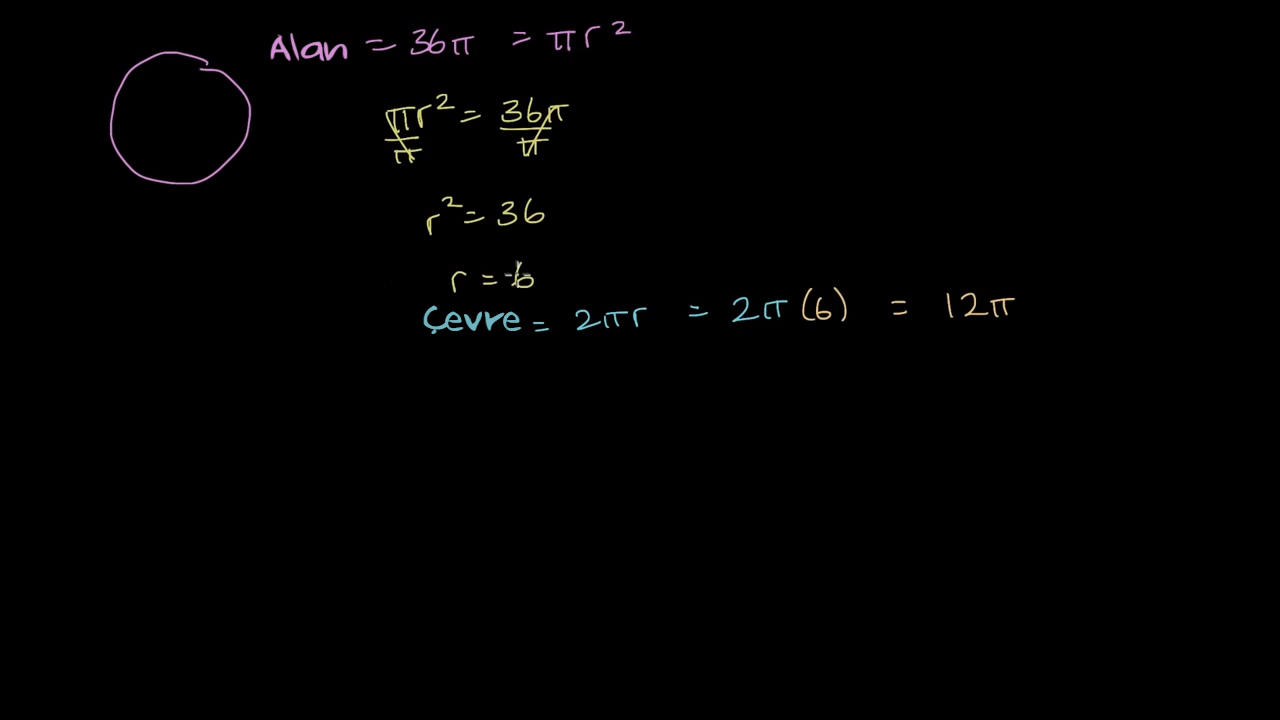 Alan = 36π = πr²
πr²/π = 36π/π
r² = 36
r = 6
Çevre = 2πr = 2π(6) = 12π